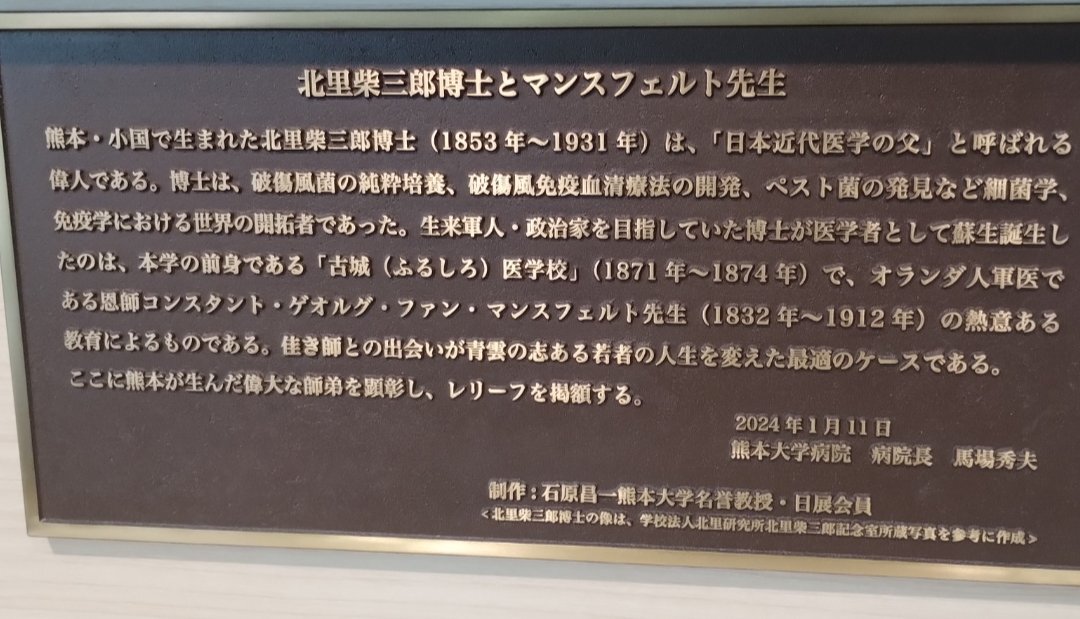 北里柴三郎博士とマンスフェルト先生
熊本・小国で生まれた北里柴三郎博士（1853年～1931年）は、「日本近代医学の父」と呼ばれる
偉人である。博士は、破傷風菌の純粋培養、破傷風免疫血清療法の開発、ペスト菌の発見など細菌学、
免疫学における世界の開拓者であった。生来軍人・政治家を目指していた博士が医学者として蘇生誕生し
たのは、本学の前身である「古城（ふるしろ）医学校」（1871年～1874年）で、オランダ人軍医で
ある恩師コンスタント・ゲオルグ・ファン・マンスフェルト先生（1832年～1912年）の熱意ある
教育によるものである。佳き師との出会いが青雲の志ある若者の人生を変えた最適のケースである。
ここに熊本が生んだ偉大な師弟を顕彰し、レリーフを掲額する。
2024年1月11日
熊本大学病院　病院長　馬場秀夫
制作：石原昌一熊本大学名誉教授・日展会員
＜北里柴三郎博士の像は、学校法人北里研究所北里柴三郎記念室所蔵写真を参考に作成＞